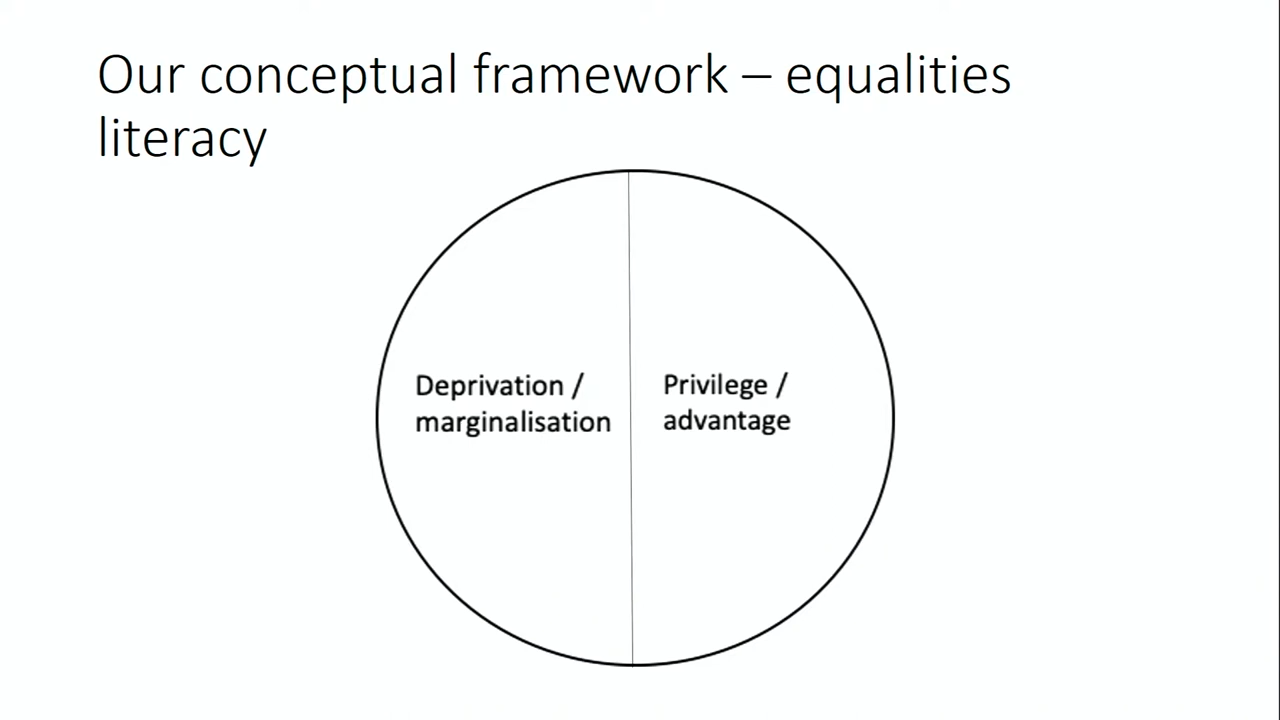 Our conceptual framework – equalities
literacy
Deprivation /
marginalisation
Privilege /
advantage